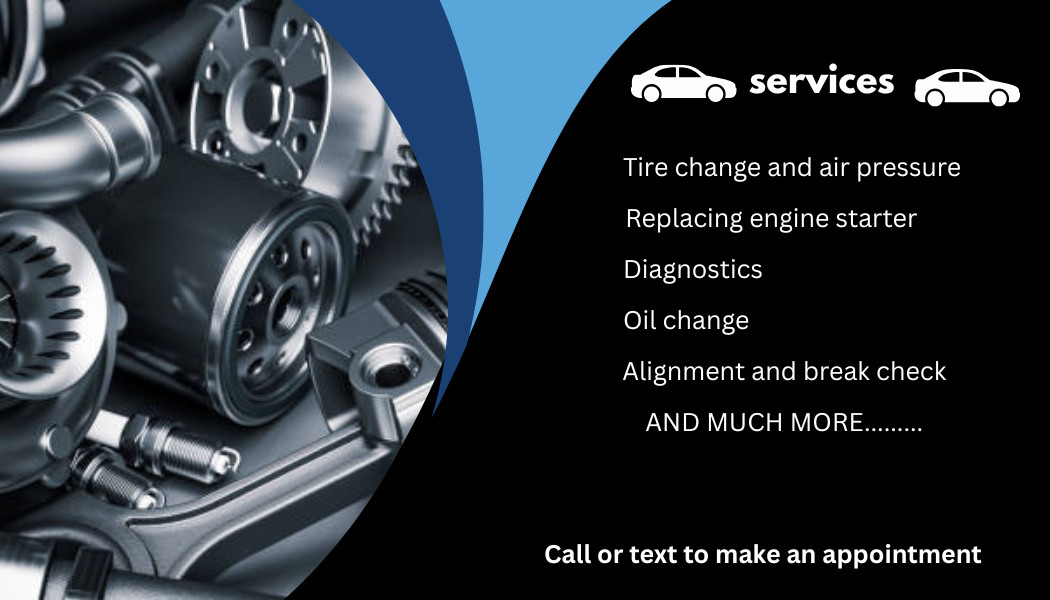 services
Tire change and air pressure
Replacing engine starter
Diagnostics
Oil change
Alignment and break check
AND MUCH MORE.........
Call or text to make an appointment